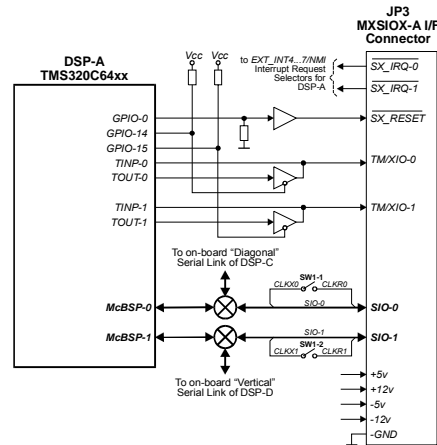 JP3
MXSIOX-A I/F
Connector
DSP-A
TMS320C64xx
Vcc Vcc
to EXT_INT4...7/NMI
Interrupt Request
Selectors for
DSP-A
SX_IRQ-0
SX_IRQ-1
GPIO-0
SX_RESET
GPIO-14
GPIO-15
TINP-0
TM/XIO-0
TOUT-0
TINP-1
TM/XIO-1
TOUT-1
To on-board “Diagonal”
Serial Link of DSP-C
SW1-1
CLKX0 CLKR0
McBSP-0
SIO-0
SIO-0
McBSP-1
SIO-1
SIO-1
CLKX1 CLKR1
SW1-2
To on-board “Vertical”
Serial Link of DSP-D
+5v
+12v
-5v
-12v
-GND